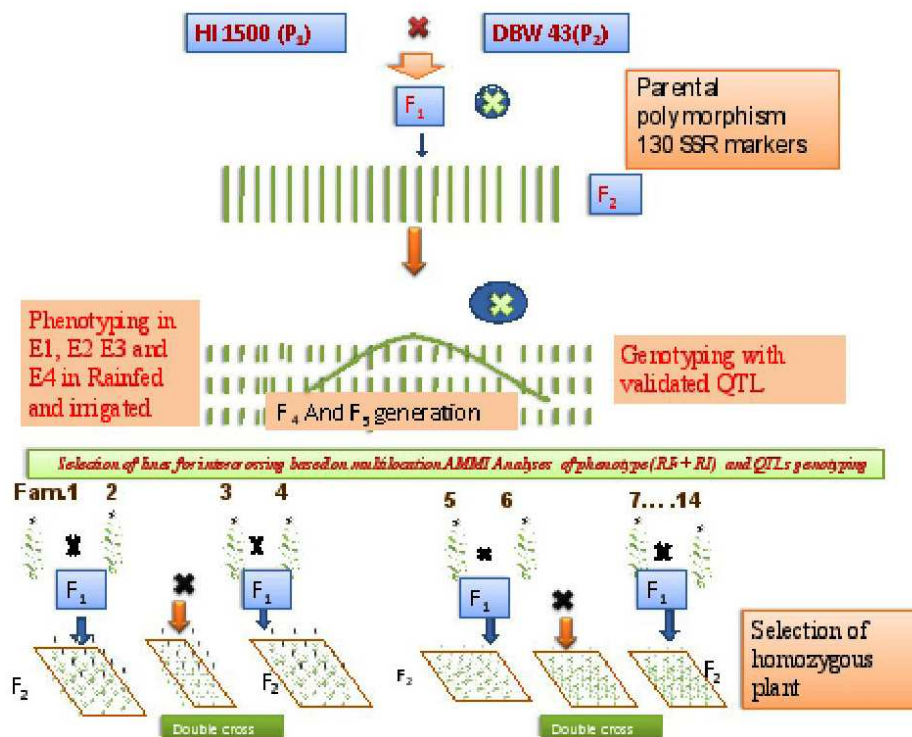 HI 1500 (P₁)
DBW 43(P₂)
F₁
Parental
polymorphism
130 SSR markers
F₂
Phenotyping in
E1, E2 E3 and
E4 in Rainfed
and irrigated
Genotyping with
validated QTL
F₄ And F₅ generation
Selection of lines for intercrossing based on multilocation AMMI Analyses of phenotype (RF + RI) and QTLs genotyping
Fam.1 2 3 4 5 6 7.. . .14
F₁ F₁ F₁ F₁
Selection of
homozygous
plant
F₂ F₂ F₂ F₂
Double cross Double cross